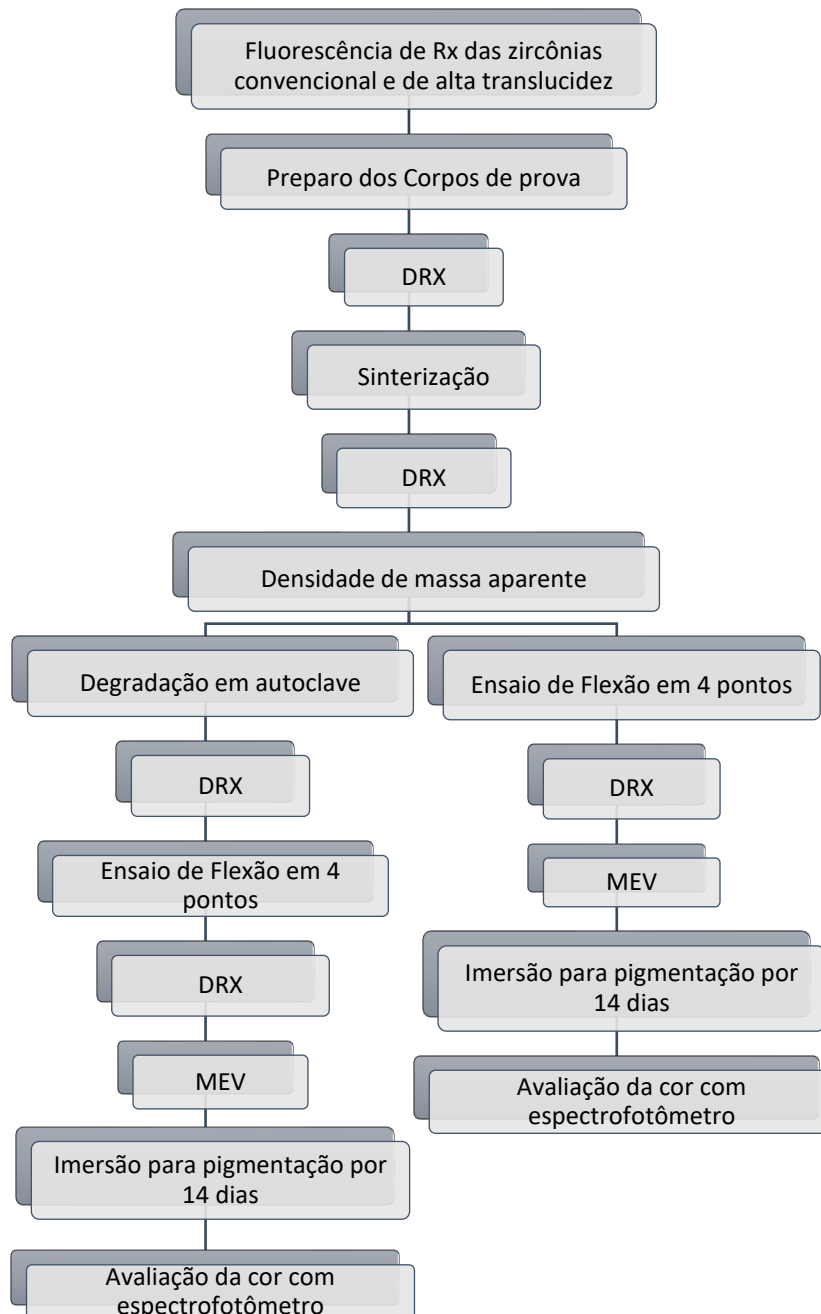 Fluorescência de Rx das zircônias
convencional e de alta translucidez
Preparo dos Corpos de prova
DRX
Sinterização
DRX
Densidade de massa aparente
Degradação em autoclave
DRX
Ensaio de Flexão em 4
pontos
DRX
MEV
Imersão para pigmentação por
14 dias
Avaliação da cor com
espectrofotômetro
Ensaio de Flexão em 4 pontos
DRX
MEV
Imersão para pigmentação por
14 dias
Avaliação da cor com
espectrofotômetro